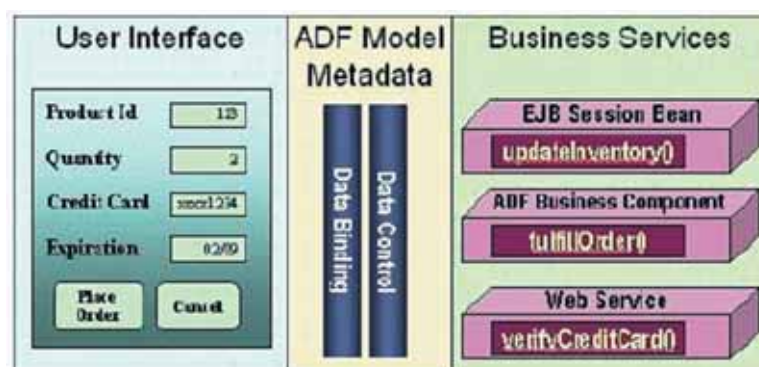 User Interface
Product Id
123
Quantity
2
Credit Card
Expiration
02/09
Place
Order
Cancel
ADF Model
Metadata
Data Binding
Data Control
Business Services
EJB Session Bean
updateInventory()
ADF Business Component
fulfillOrder()
Web Service
verifyCreditCard()